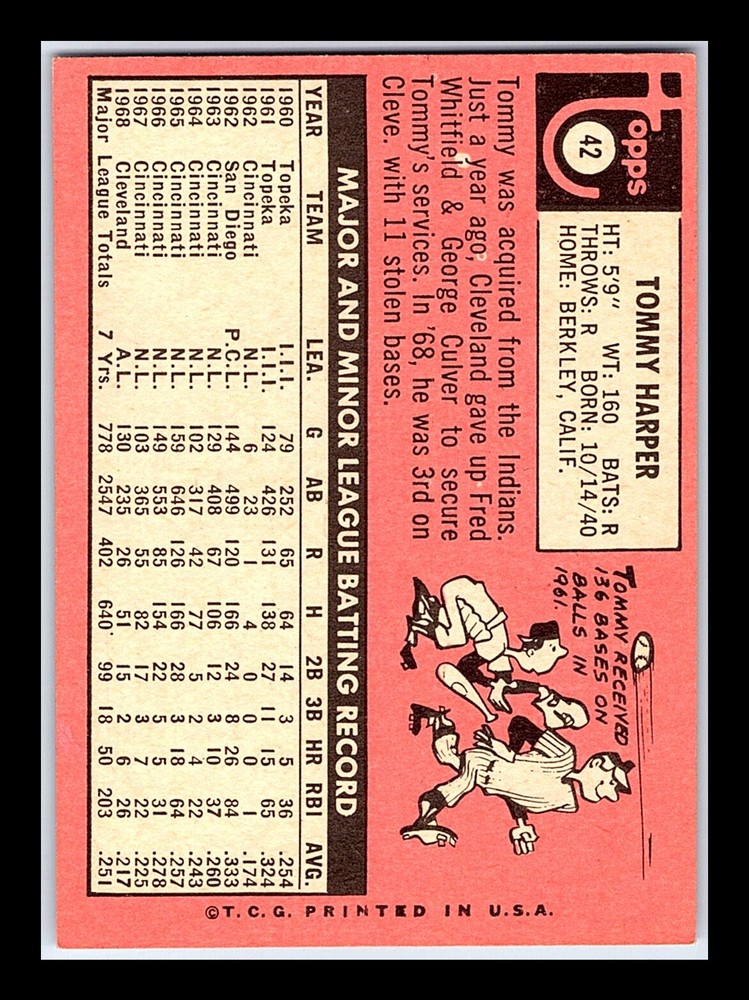 Topps
42
TOMMY HARPER
HT: 5'9" WT: 160 BATS: R
THROWS: R BORN: 10/14/40
HOME: BERKLEY, CALIF.
Tommy was acquired from the Indians.
Just a year ago, Cleveland gave up Fred
Whitfield & George Culver to secure
Tommy's services. In '68, he was 3rd on
Cleve. with 11 stolen bases.
TOMMY RECEIVED
136 BASES ON
BALLS IN
1961.
MAJOR AND MINOR LEAGUE BATTING RECORD
YEAR TEAM LEA. G AB R H 2B 3B HR RBI AVG.
1960 Topeka I.I.I. 79 252 65 64 14 3 5 36 .254
1961 Topeka I.I.I. 124 426 131 138 27 11 15 65 .324
1962 Cincinnati N.L. 6 23 1 4 0 0 0 1 .174
1962 San Diego P.C.L. 144 499 120 166 24 8 26 84 .333
1963 Cincinnati N.L. 129 408 67 106 12 3 10 37 .260
1964 Cincinnati N.L. 102 317 42 77 5 2 4 22 .243
1965 Cincinnati N.L. 159 646 126 166 28 3 18 64 .257
1966 Cincinnati N.L. 149 553 85 154 22 5 5 31 .278
1967 Cincinnati N.L. 103 365 55 82 17 3 7 22 .225
1968 Cleveland A.L. 130 235 26 51 15 2 6 26 .217
Major League Totals 7 Yrs. 778 2547 402 640 99 18 50 203 .251
©T.C.G. PRINTED IN U.S.A.